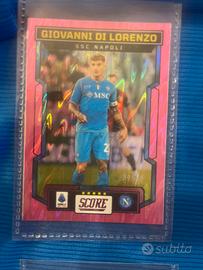 GIOVANNI DI LORENZO
SSC NAPOLI
MSC
SCORE
subito